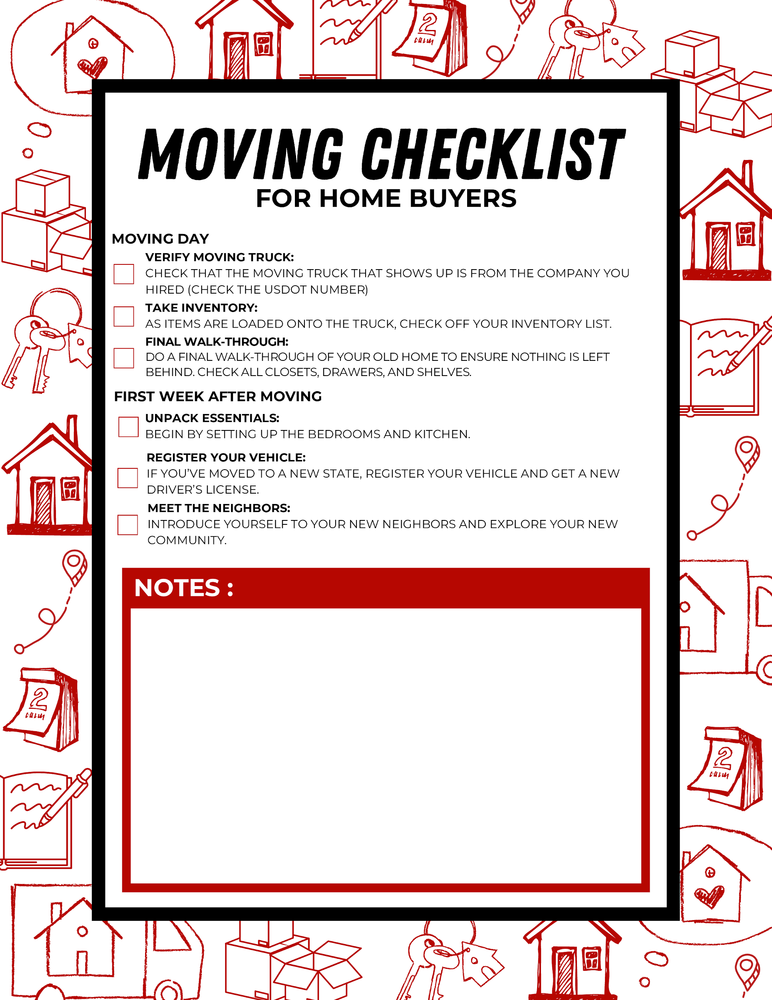 MOVING CHECKLIST
FOR HOME BUYERS
MOVING DAY
VERIFY MOVING TRUCK:
CHECK THAT THE MOVING TRUCK THAT SHOWS UP IS FROM THE COMPANY YOU
HIRED (CHECK THE USDOT NUMBER)
TAKE INVENTORY:
AS ITEMS ARE LOADED ONTO THE TRUCK, CHECK OFF YOUR INVENTORY LIST.
FINAL WALK-THROUGH:
DO A FINAL WALK-THROUGH OF YOUR OLD HOME TO ENSURE NOTHING IS LEFT
BEHIND. CHECK ALL CLOSETS, DRAWERS, AND SHELVES.
FIRST WEEK AFTER MOVING
UNPACK ESSENTIALS:
BEGIN BY SETTING UP THE BEDROOMS AND KITCHEN.
REGISTER YOUR VEHICLE:
IF YOU’VE MOVED TO A NEW STATE, REGISTER YOUR VEHICLE AND GET A NEW
DRIVER’S LICENSE.
MEET THE NEIGHBORS:
INTRODUCE YOURSELF TO YOUR NEW NEIGHBORS AND EXPLORE YOUR NEW
COMMUNITY.
NOTES :
2
2
2